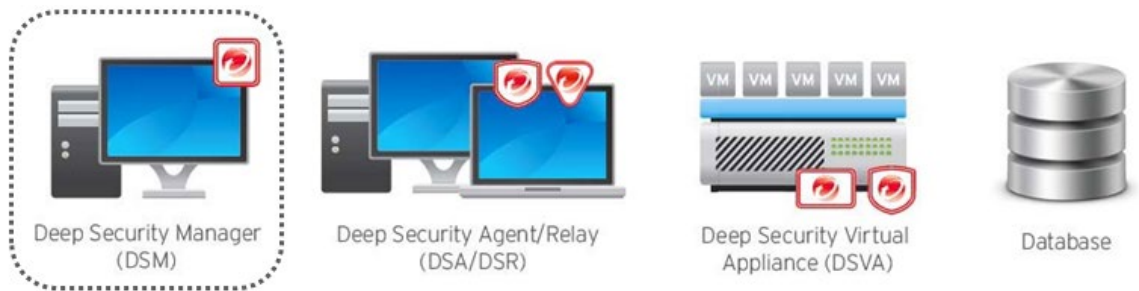 VM VM VM VM VM
Deep Security Manager
(DSM)
Deep Security Agent/Relay
(DSA/DSR)
Deep Security Virtual
Appliance (DSVA)
Database